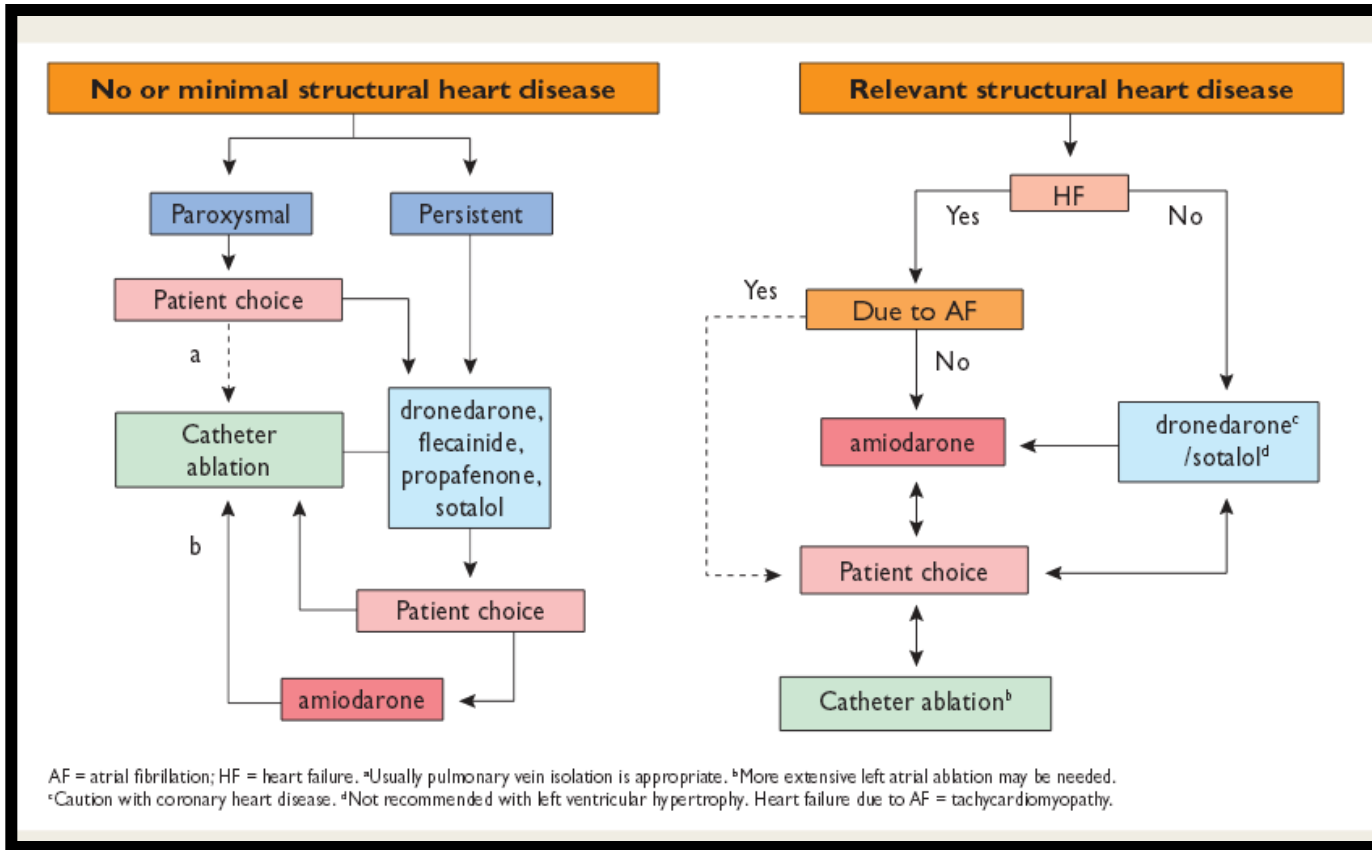 No or minimal structural heart disease
Paroxysmal
Persistent
Patient choice
a
Catheter
ablation
dronedarone,
flecainide,
propafenone,
sotalol
b
Patient choice
amiodarone
Relevant structural heart disease
HF
Yes
No
Yes
Due to AF
No
amiodarone
dronedaroneᶜ
/sotalolᵈ
Patient choice
Catheter ablationᵇ
AF = atrial fibrillation; HF = heart failure. ᵃUsually pulmonary vein isolation is appropriate. ᵇMore extensive left atrial ablation may be needed.
ᶜCaution with coronary heart disease. ᵈNot recommended with left ventricular hypertrophy. Heart failure due to AF = tachycardiomyopathy.